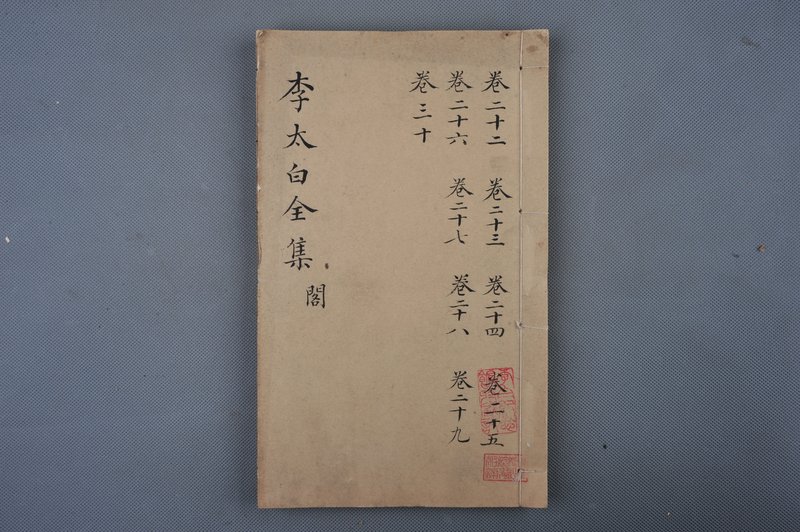 卷二十二 卷二十三 卷二十四 卷二十五
卷二十六 卷二十七 卷二十八 卷二十九
卷三十
李太白全集 閣